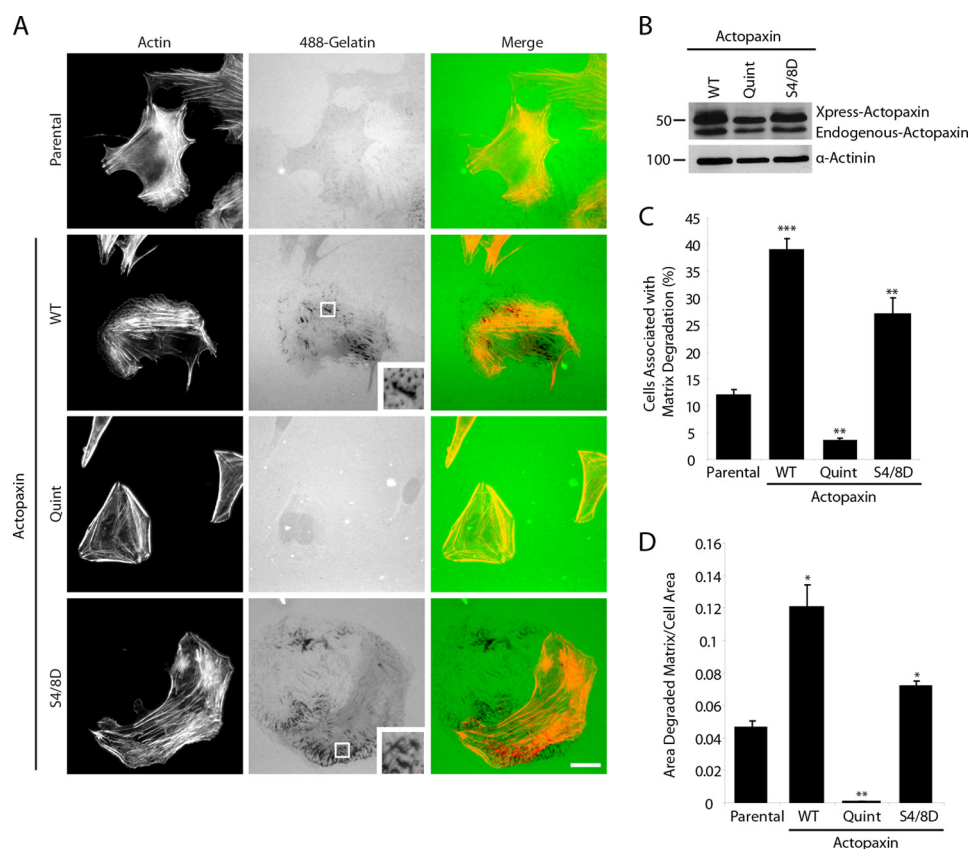 A
Actin
488-Gelatin
Merge
Parental
WT
Quint
S4/8D
Actopaxin
B
Actopaxin
WT
Quint
S4/8D
50
Xpress-Actopaxin
Endogenous-Actopaxin
100
α-Actinin
C
Cells Associated with
Matrix Degradation (%)
45
40
35
30
25
20
15
10
5
0
***
**
**
Parental
WT
Quint
S4/8D
Actopaxin
D
Area Degraded Matrix/Cell Area
0.16
0.14
0.12
0.1
0.08
0.06
0.04
0.02
0
*
**
*
Parental
WT
Quint
S4/8D
Actopaxin